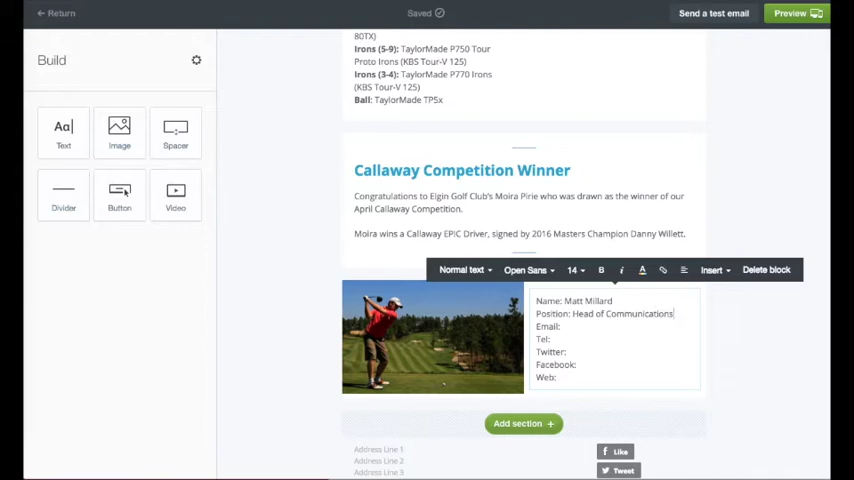 Return
Saved
Send a test email
Preview
Build
Aa
Text
Image
Spacer
Divider
Button
Video
80TX)
Irons (5-9): TaylorMade P750 Tour
Proto Irons (KBS Tour-V 125)
Irons (3-4): TaylorMade P770 Irons
(KBS Tour-V 125)
Ball: TaylorMade TP5x
Callaway Competition Winner
Congratulations to Elgin Golf Club's Moira Pirie who was drawn as the winner of our
April Callaway Competition.
Moira wins a Callaway EPIC Driver, signed by 2016 Masters Champion Danny Willett.
Normal text Open Sans 14 B i A Insert Delete block
Name: Matt Millard
Position: Head of Communications
Email:
Tel:
Twitter:
Facebook:
Web:
Add section +
Address Line 1
Address Line 2
Address Line 3
f Like
Tweet